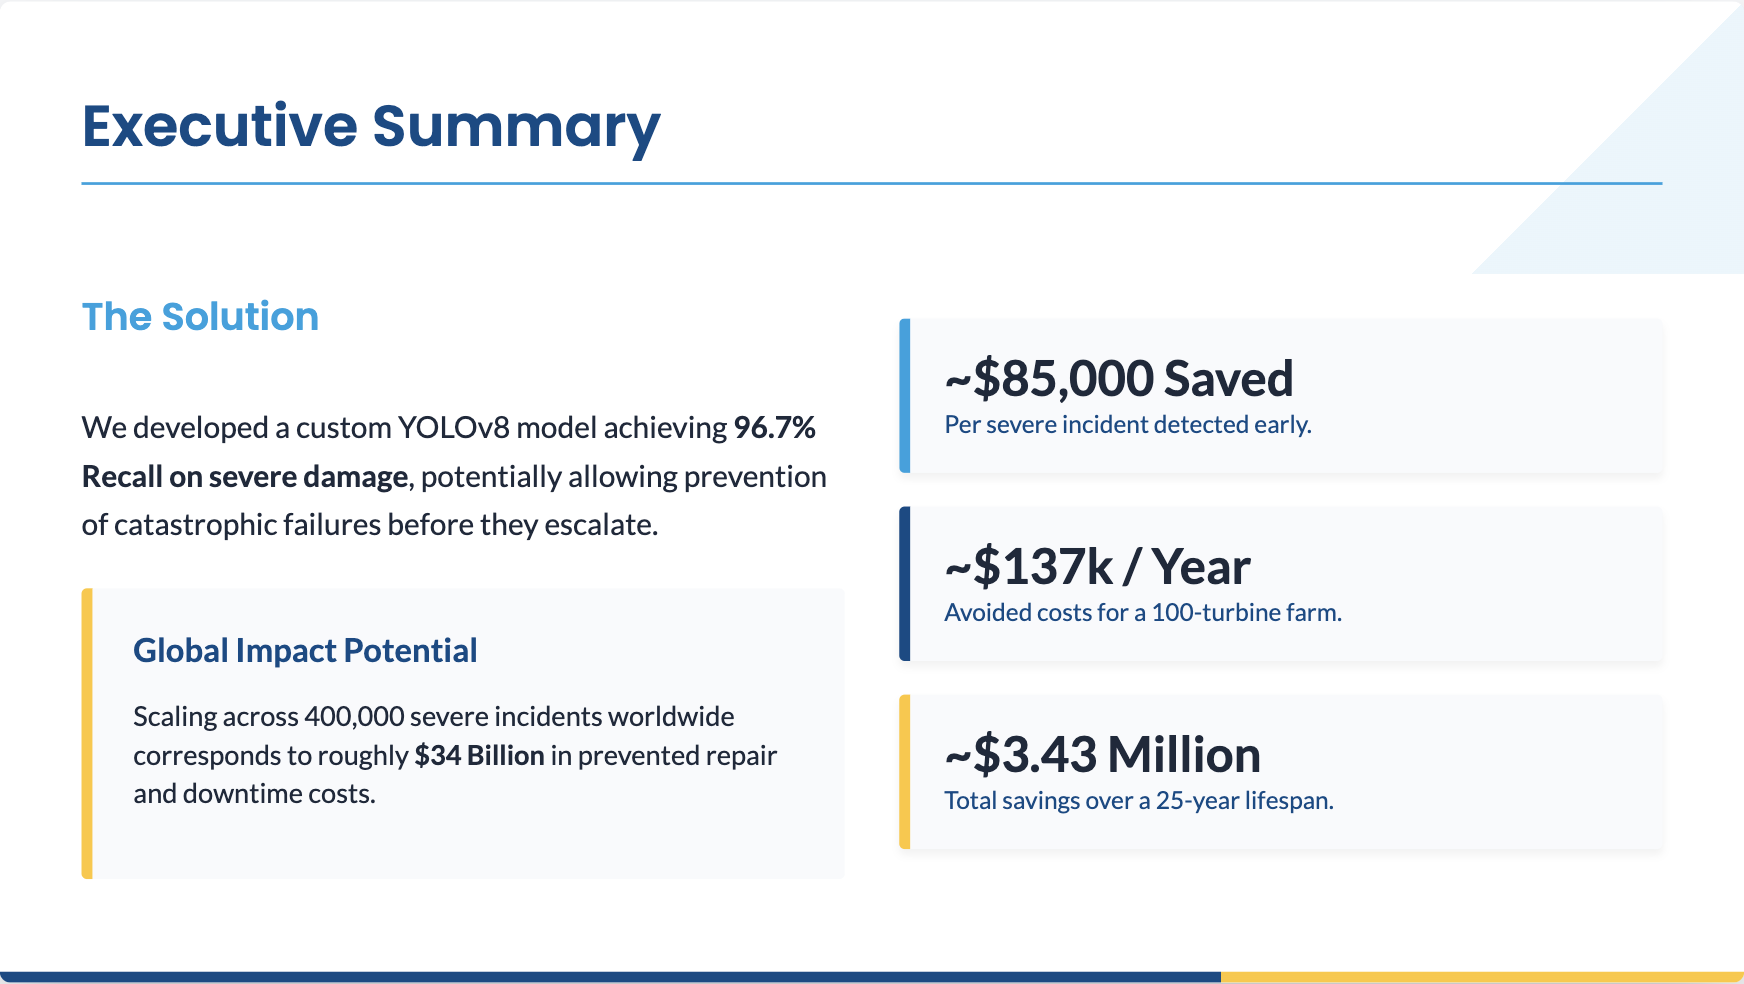 Executive Summary
The Solution
We developed a custom YOLOv8 model achieving 96.7%
Recall on severe damage, potentially allowing prevention
of catastrophic failures before they escalate.
Global Impact Potential
Scaling across 400,000 severe incidents worldwide
corresponds to roughly $34 Billion in prevented repair
and downtime costs.
~$85,000 Saved
Per severe incident detected early.
~$137k / Year
Avoided costs for a 100-turbine farm.
~$3.43 Million
Total savings over a 25-year lifespan.